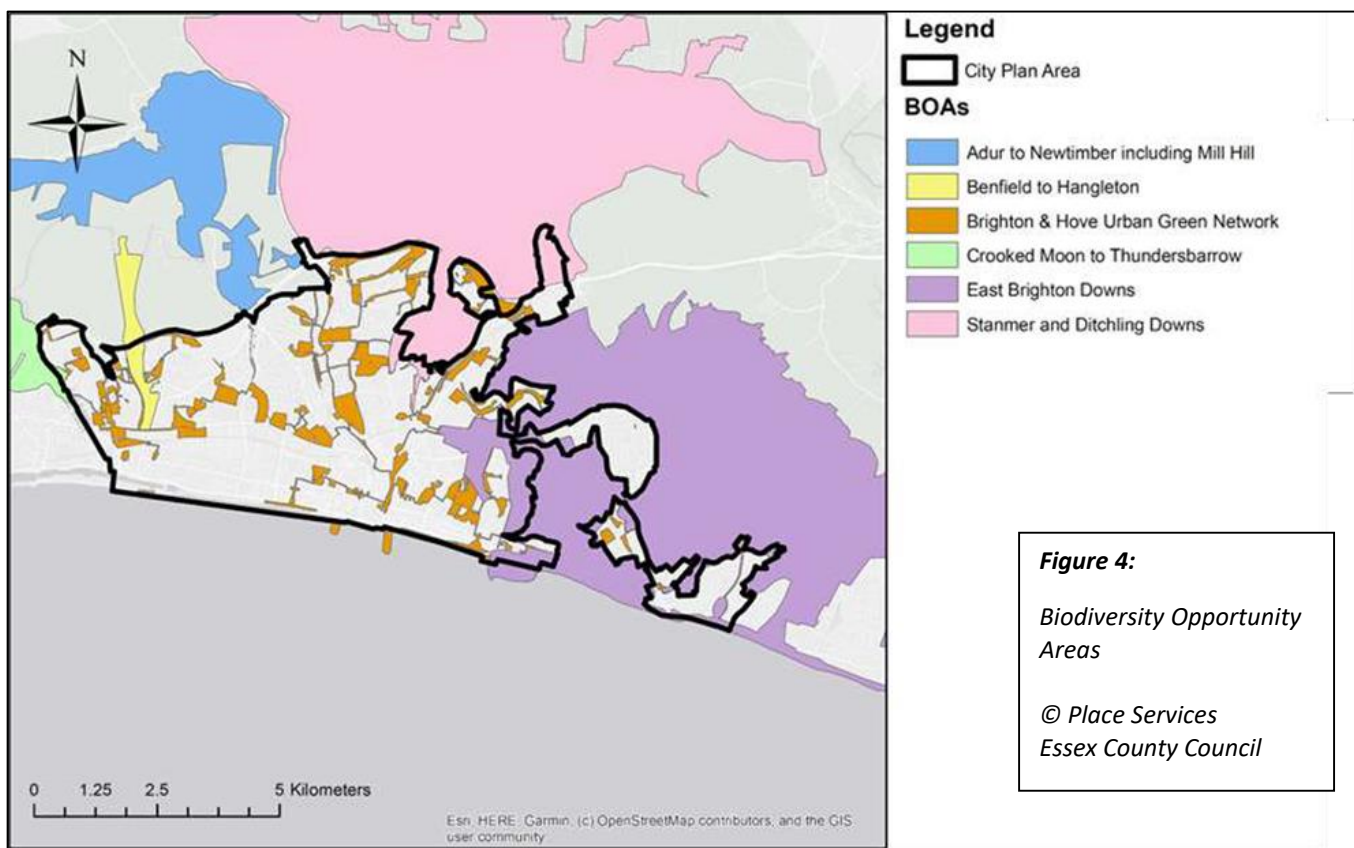 N
0 1.25 2.5 5 Kilometers
Esri, HERE, Garmin, (c) OpenStreetMap contributors, and the GIS
user community
Legend
City Plan Area
BOAs
Adur to Newtimber including Mill Hill
Benfield to Hangleton
Brighton & Hove Urban Green Network
Crooked Moon to Thundersbarrow
East Brighton Downs
Stanmer and Ditchling Downs
Figure 4:
Biodiversity Opportunity
Areas
© Place Services
Essex County Council